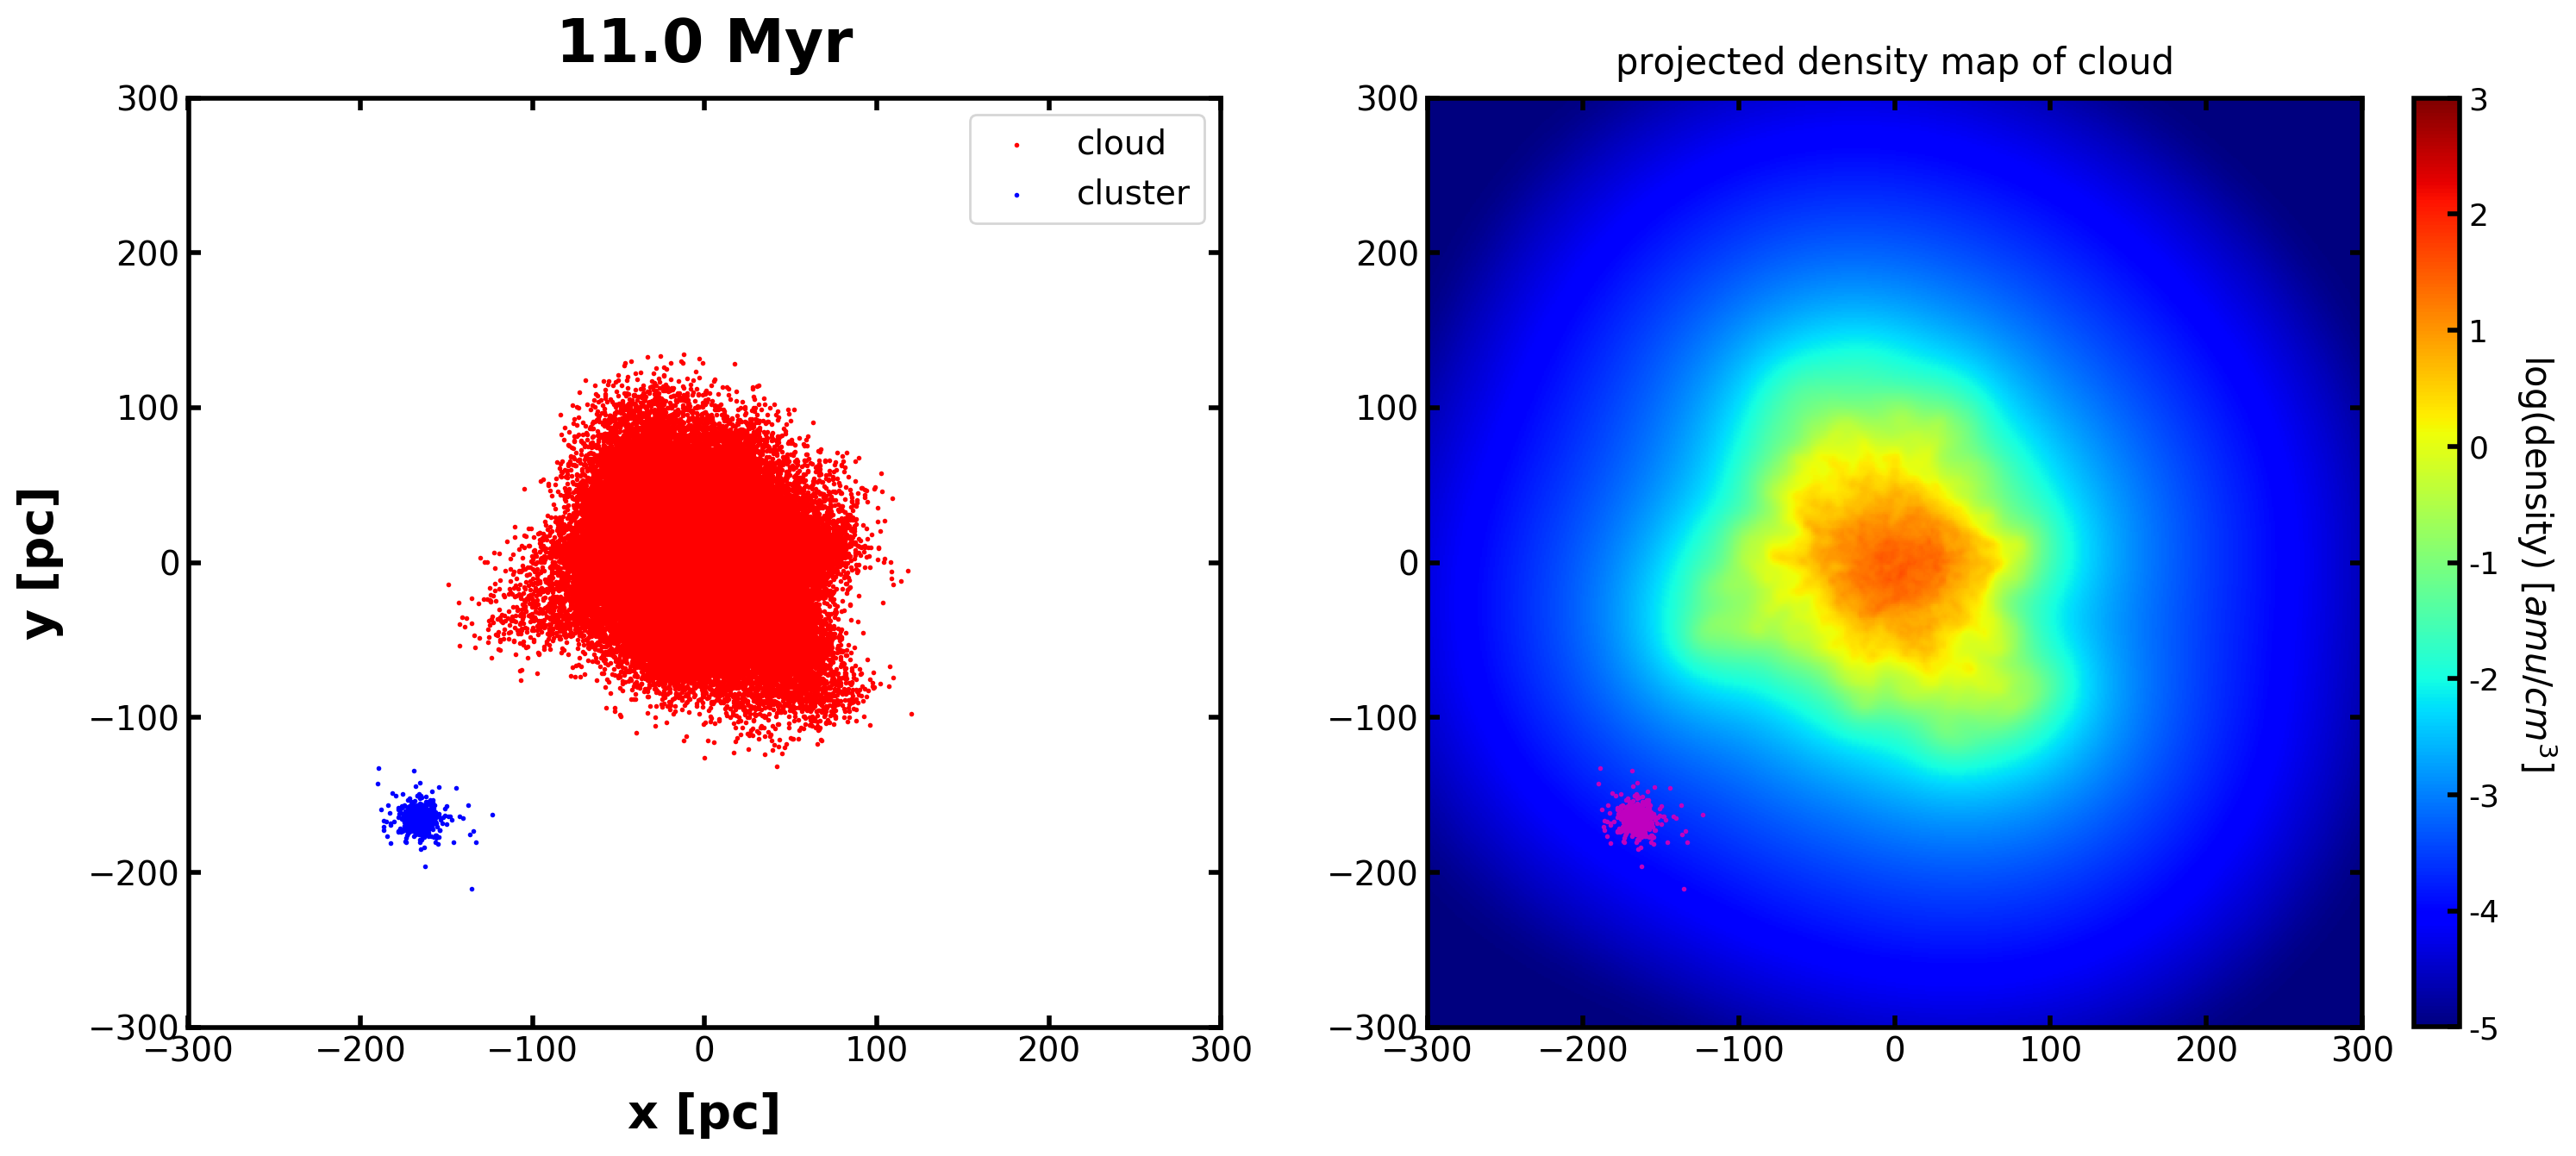 11.0 Myr
300
200
100
0
−100
−200
−300
y [pc]
cloud
cluster
−300 −200 −100 0 100 200 300
x [pc]
projected density map of cloud
300
200
100
0
−100
−200
−300
−300 −200 −100 0 100 200 300
3
2
1
0
-1
-2
-3
-4
-5
log(density) [amu/cm³]